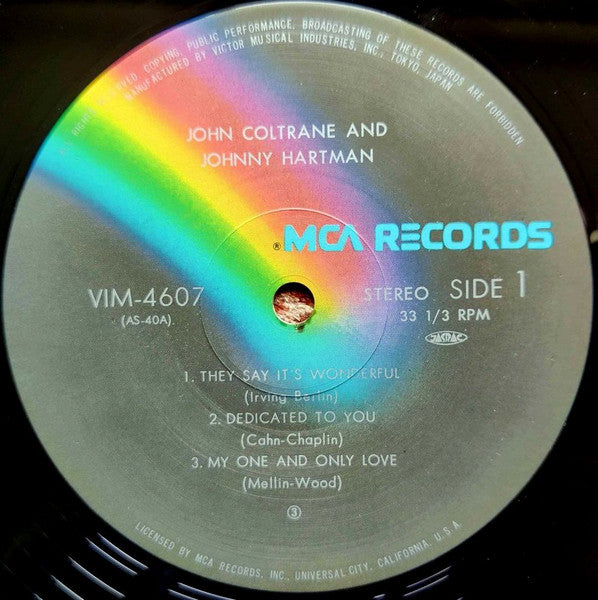 ALL RIGHTS RESERVED. COPYING, PUBLIC PERFORMANCE, BROADCASTING OF THESE RECORDS ARE FORBIDDEN
MANUFACTURED BY VICTOR MUSICAL INDUSTRIES, INC., TOKYO, JAPAN
JOHN COLTRANE AND
JOHNNY HARTMAN
® MCA RECORDS
VIM-4607
(AS-40A)
STEREO SIDE 1
33 1/3 RPM
JASRAC
1. THEY SAY IT'S WONDERFUL
(Irving Berlin)
2. DEDICATED TO YOU
(Cahn-Chaplin)
3. MY ONE AND ONLY LOVE
(Mellin-Wood)
③
LICENSED BY MCA RECORDS, INC., UNIVERSAL CITY, CALIFORNIA, U.S.A